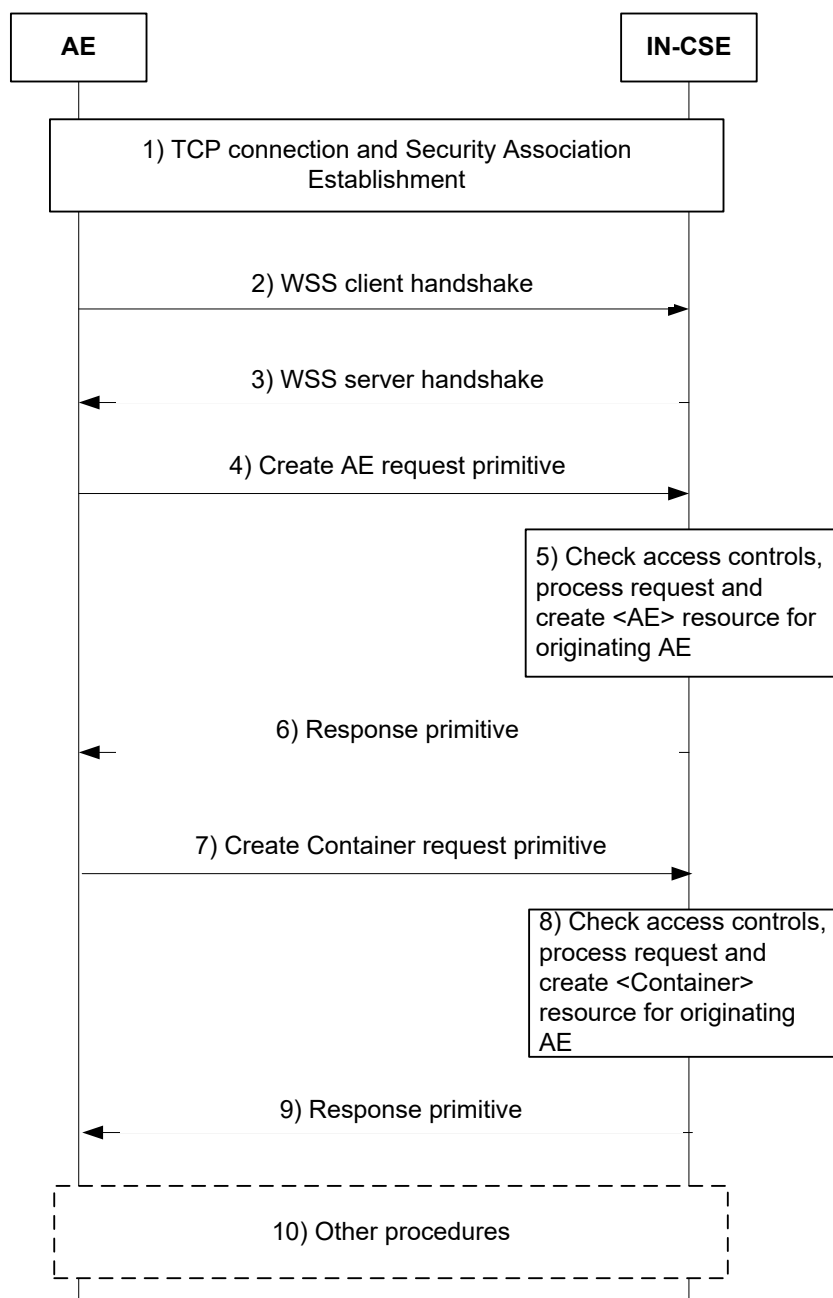 AE
IN-CSE
1) TCP connection and Security Association
Establishment
2) WSS client handshake
3) WSS server handshake
4) Create AE request primitive
5) Check access controls,
process request and
create <AE> resource for
originating AE
6) Response primitive
7) Create Container request primitive
8) Check access controls,
process request and
create <Container>
resource for originating
AE
9) Response primitive
10) Other procedures